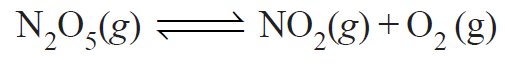 N₂O₅(g) ⇌ NO₂(g) + O₂ (g)